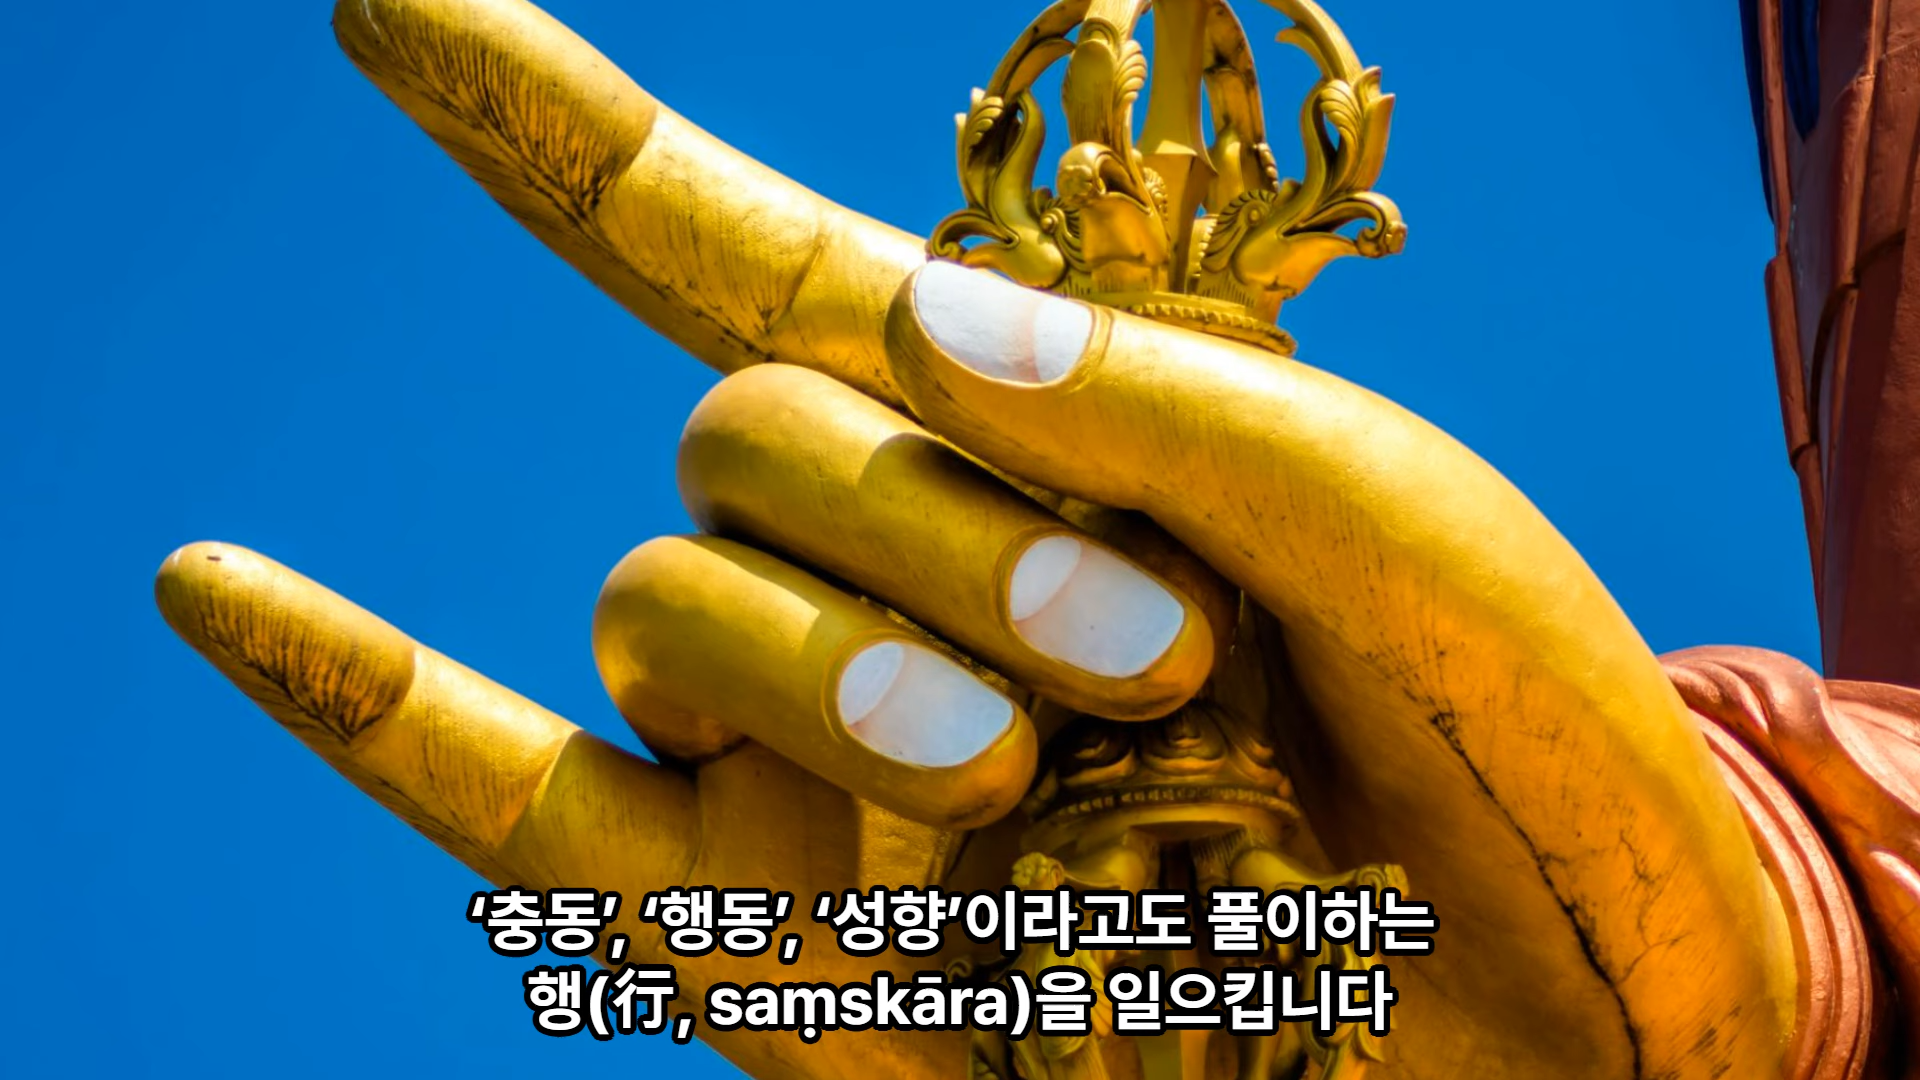 ‘충동’, ‘행동’, ‘성향’이라고도 풀이하는
행(行, saṃskāra)을 일으킵니다